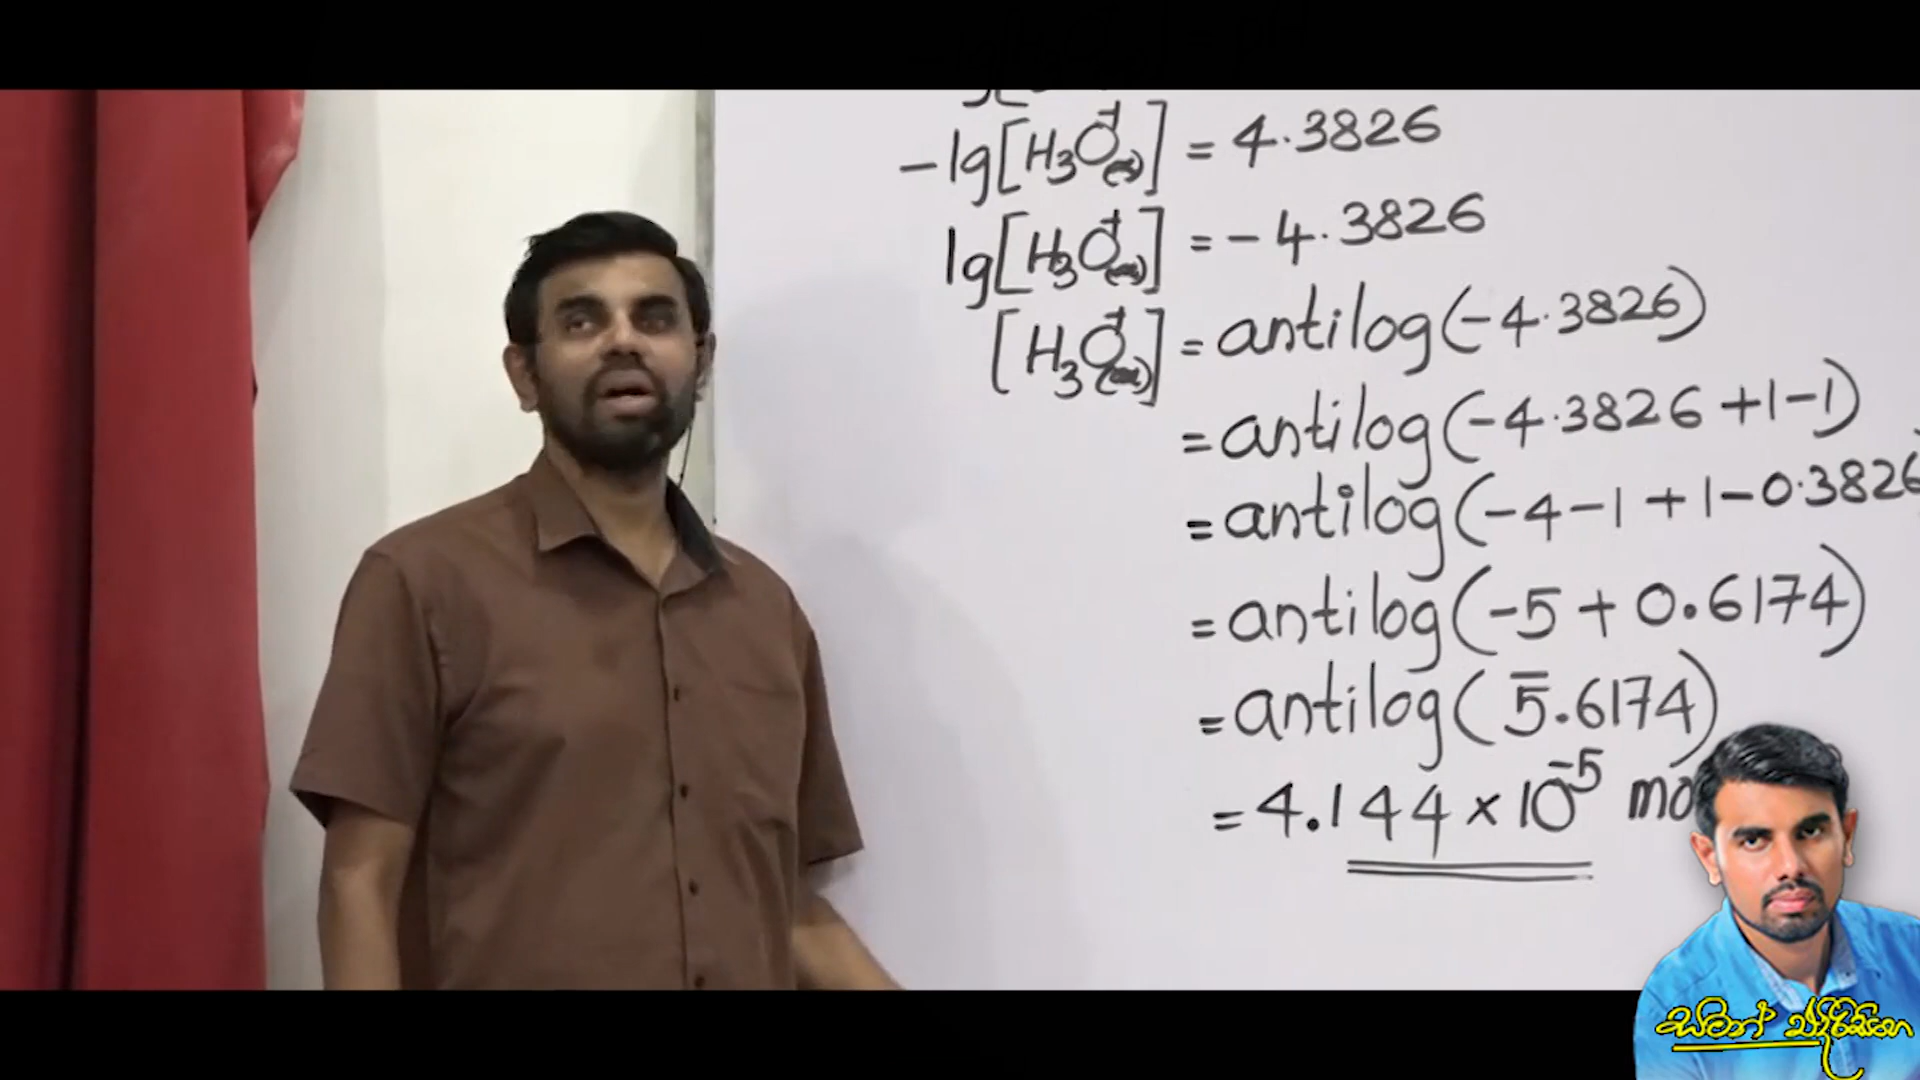 -lg[H₃O⁺(aq)] = 4.3826
lg[H₃O⁺(aq)] = -4.3826
[H₃O⁺(aq)] = antilog(-4.3826)
= antilog(-4.3826 +1-1)
= antilog(-4-1+1-0.3826
= antilog(-5+0.6174)
= antilog(5̅.6174)
= 4.144 × 10⁻⁵ mo